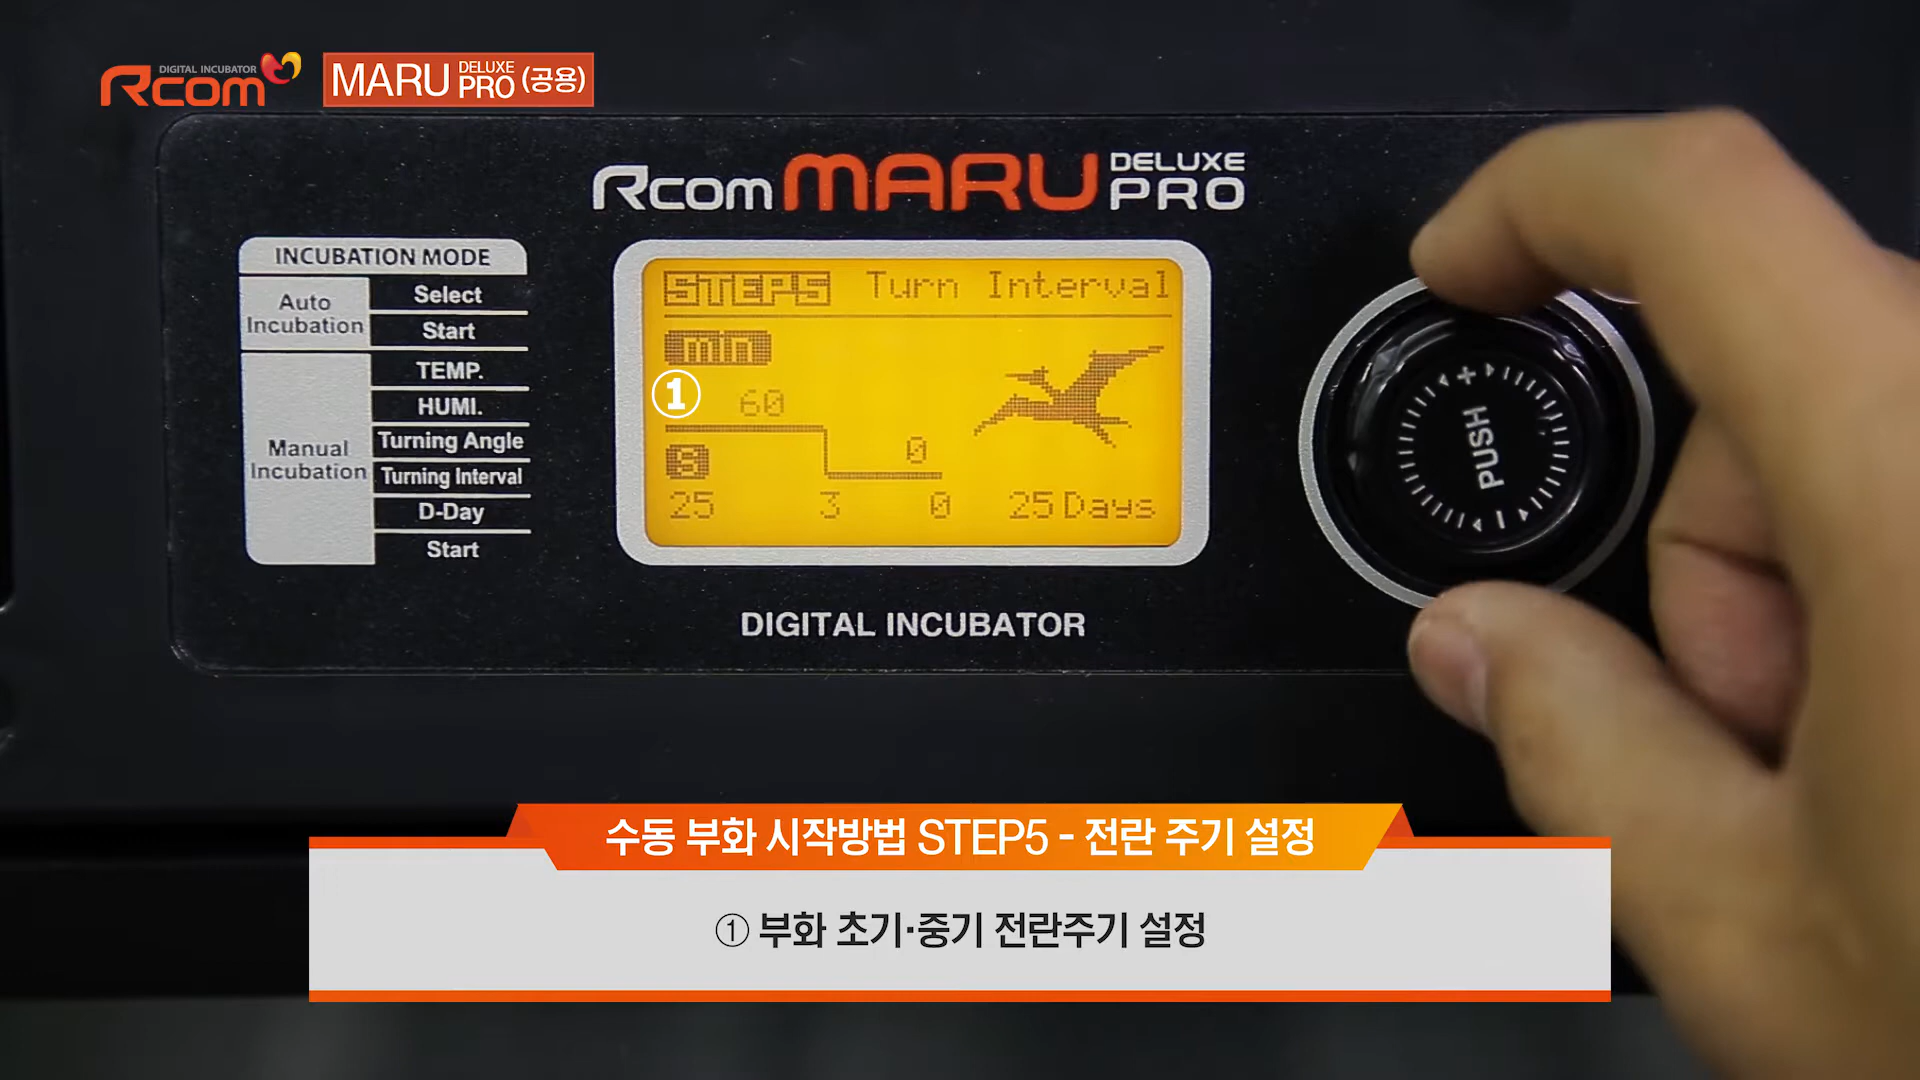 DIGITAL INCUBATOR
Rcom
MARU DELUXE PRO (공용)
Rcom MARU DELUXE PRO
INCUBATION MODE
Auto Incubation
Select
Start
Manual Incubation
TEMP.
HUMI.
Turning Angle
Turning Interval
D-Day
Start
STEP5 Turn Interval
min
① 60
0
8
25 3 0 25Days
+
PUSH
-
DIGITAL INCUBATOR
수동 부화 시작방법 STEP5 - 전란 주기 설정
① 부화 초기·중기 전란주기 설정